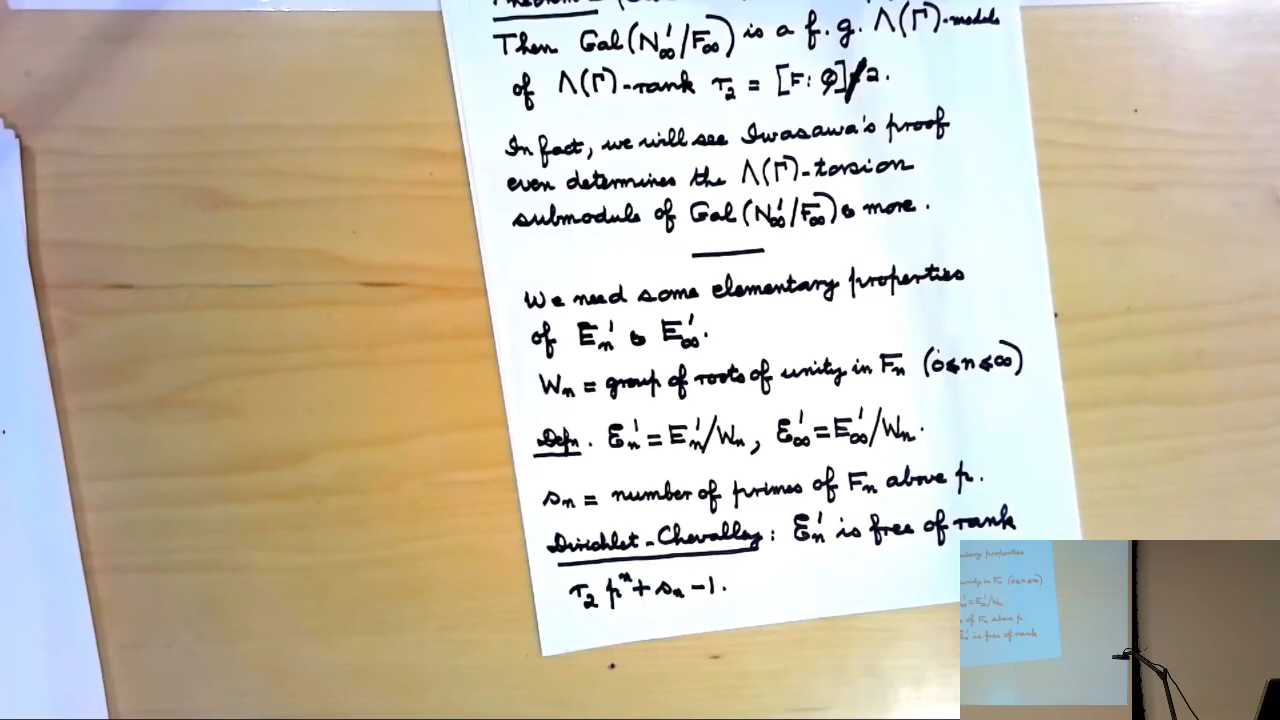 Then Gal(N'∞/F∞) is a f. g. Λ(Γ)-module
of Λ(Γ)-rank r₂ = [F : Q]/2.
In fact, we will see Iwasawa's proof
even determines the Λ(Γ)-torsion
submodule of Gal(N'∞/F∞) & more.
We need some elementary properties
of E'ₙ & E'∞.
Wₙ = group of roots of unity in Fₙ (0≤n≤∞)
Defn. ℰ'ₙ = E'ₙ/Wₙ, ℰ'∞ = E'∞/Wₙ.
sₙ = number of primes of Fₙ above p.
Dirichlet-Chevalley : ℰ'ₙ is free of rank
r₂ pⁿ + sₙ - 1.